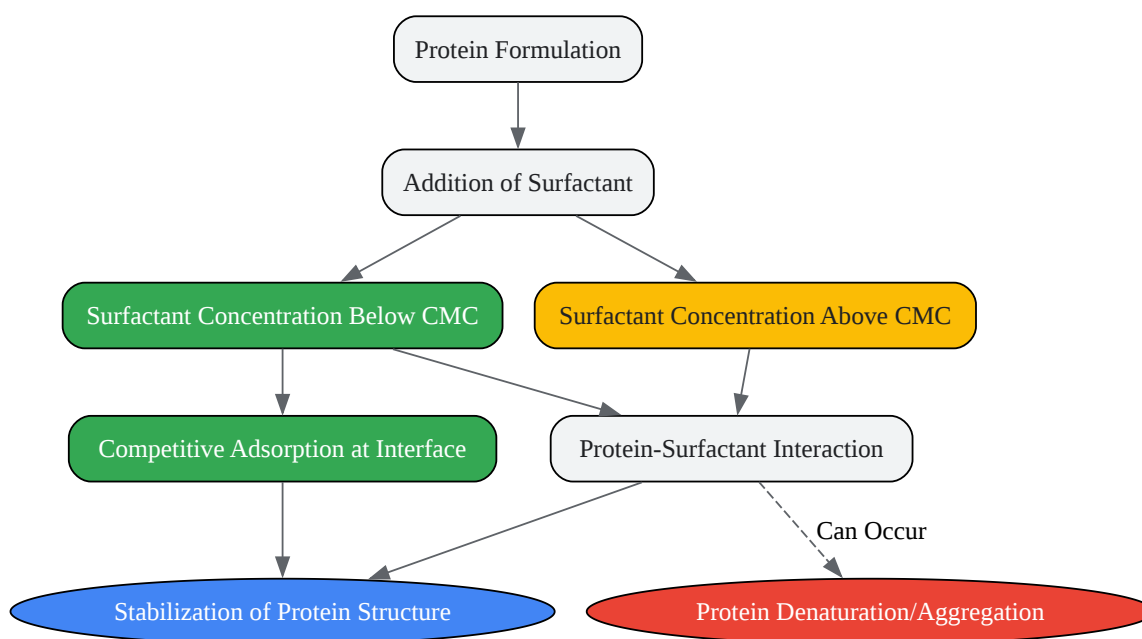 Protein Formulation
Addition of Surfactant
Surfactant Concentration Below CMC
Surfactant Concentration Above CMC
Competitive Adsorption at Interface
Protein-Surfactant Interaction
Can Occur
Stabilization of Protein Structure
Protein Denaturation/Aggregation